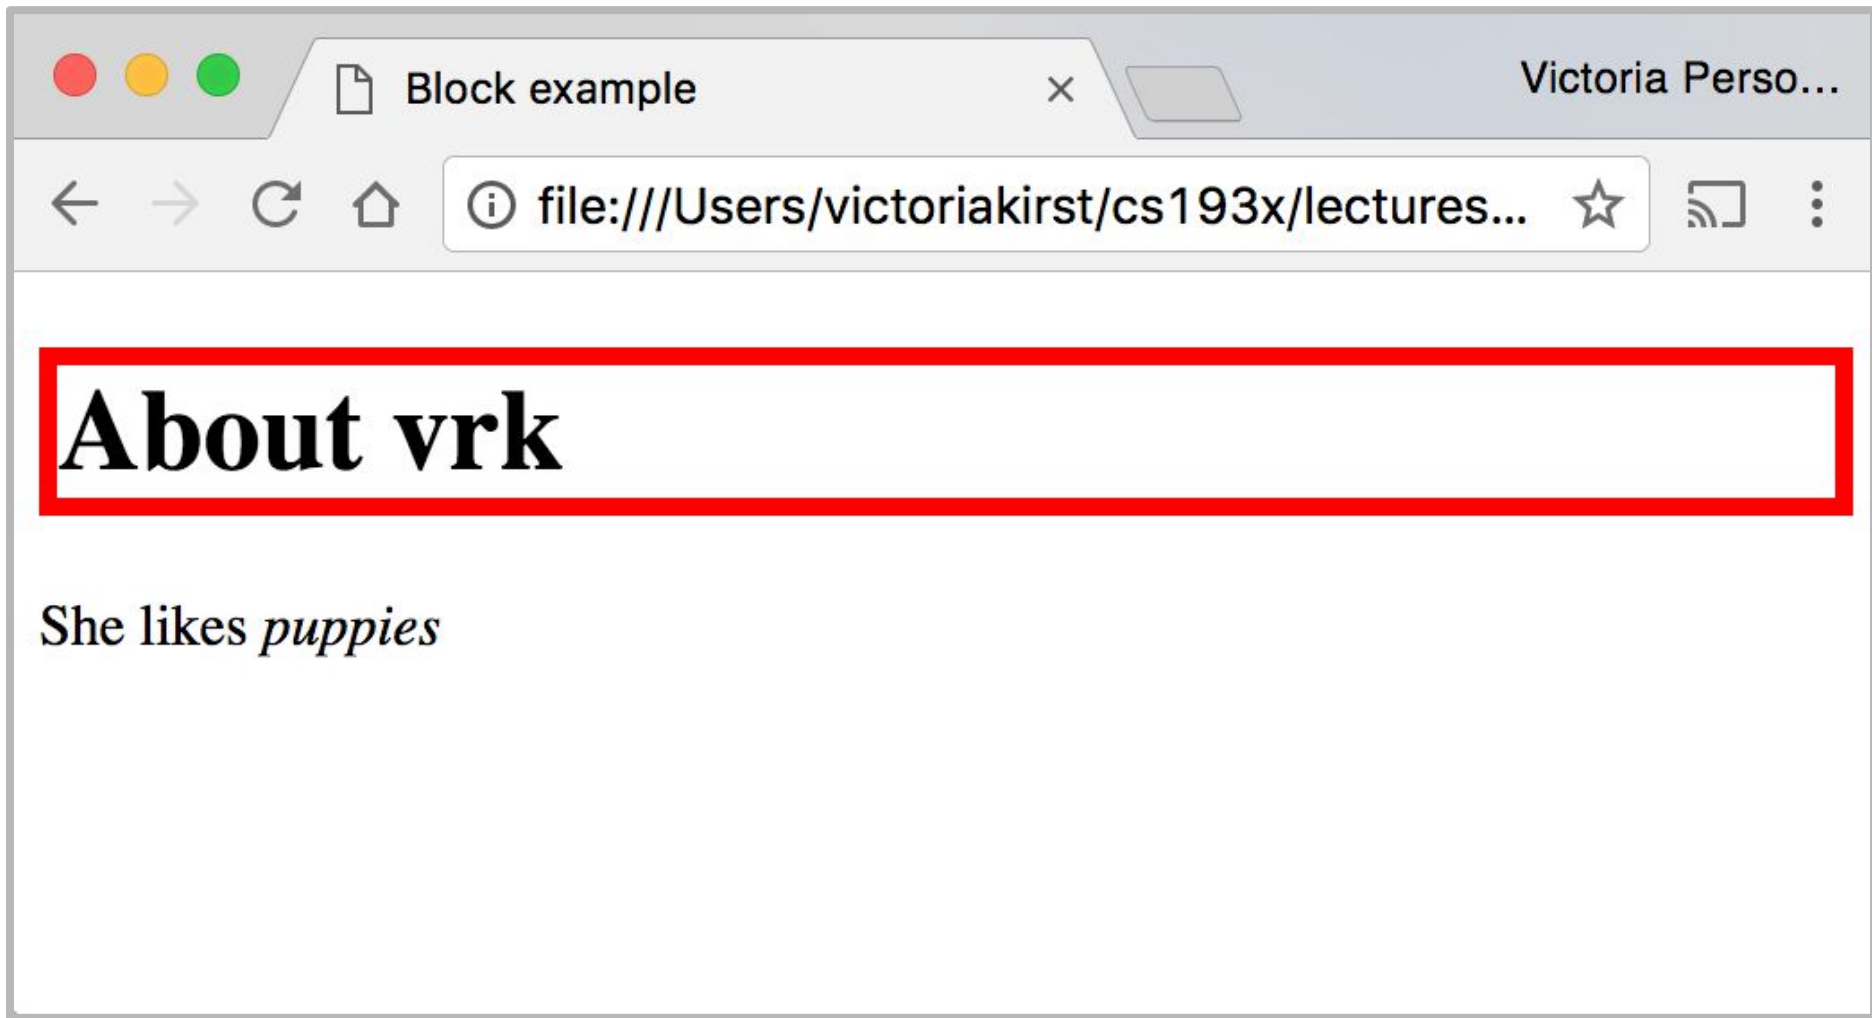 Block example
Victoria Perso...
file:///Users/victoriakirst/cs193x/lectures...
About vrk
She likes puppies